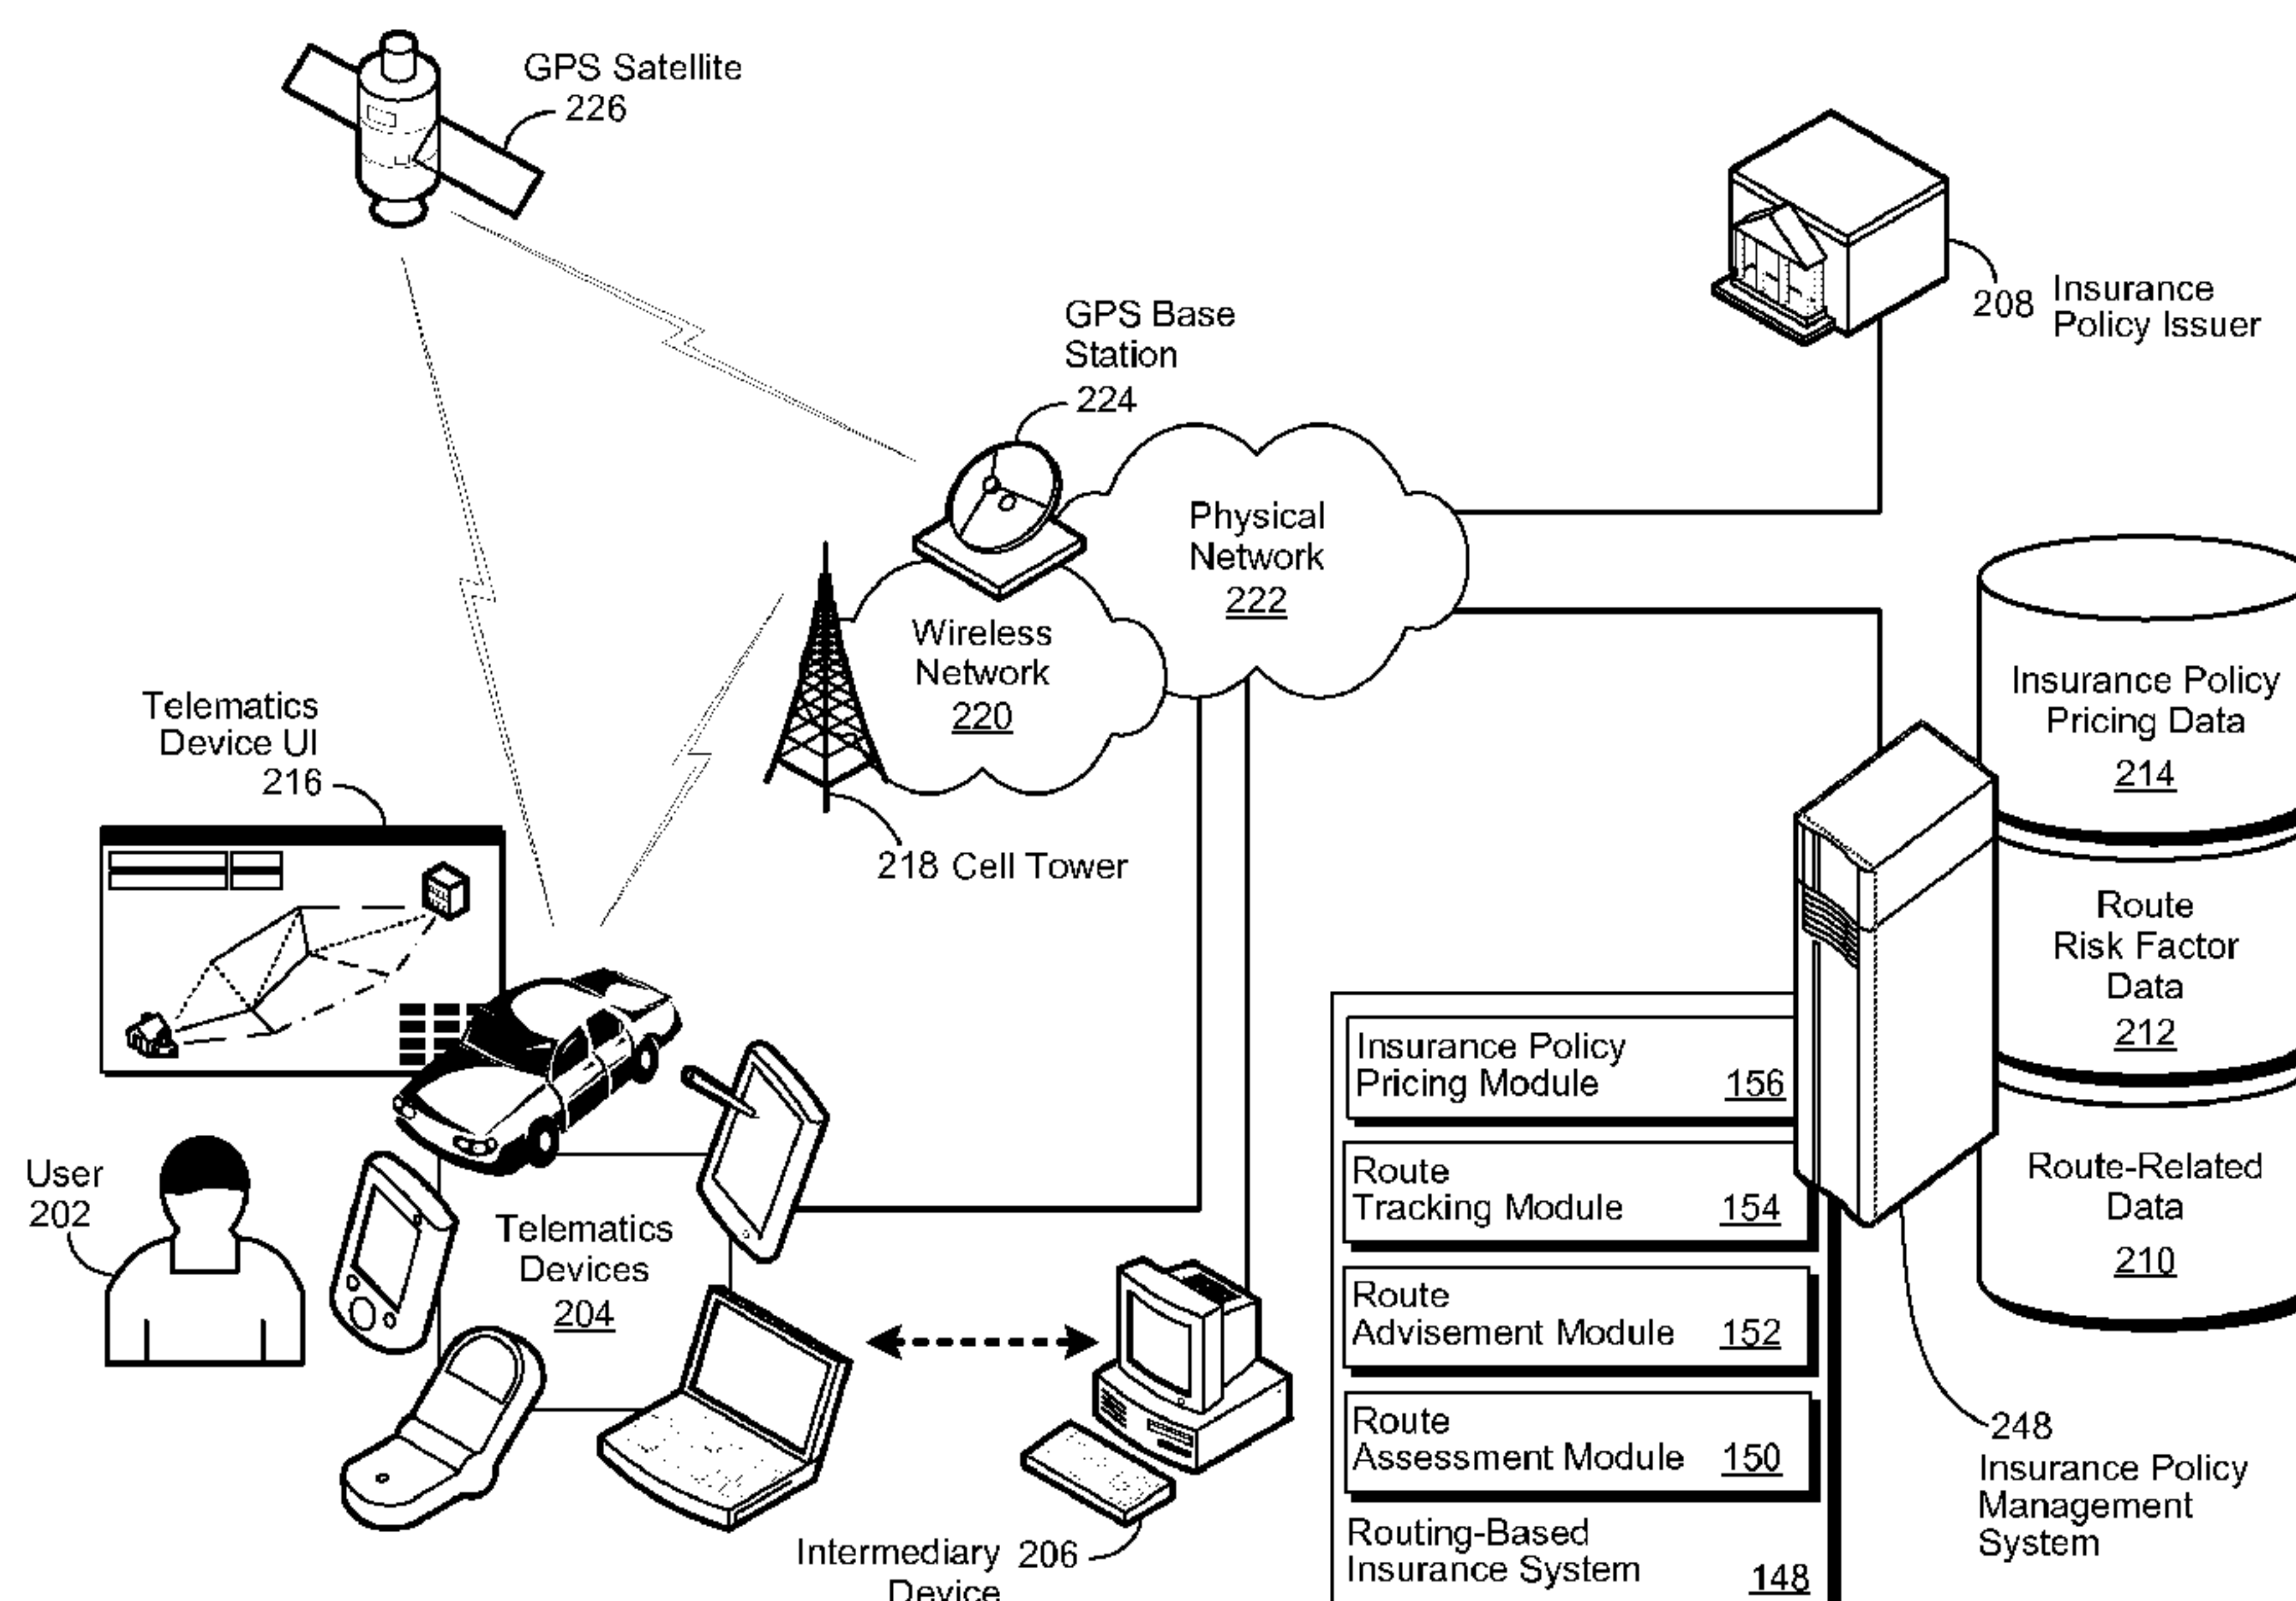 GPS Satellite
226
GPS Base
Station
224
208
Insurance
Policy Issuer
Physical
Network
222
Wireless
Network
220
Telematics
Device UI
216
218 Cell Tower
Insurance Policy
Pricing Data
214
Route
Risk Factor
Data
212
Route-Related
Data
210
User
202
Telematics
Devices
204
Insurance Policy
Pricing Module 156
Route
Tracking Module 154
Route
Advisement Module 152
Route
Assessment Module 150
Routing-Based
Insurance System 148
248
Insurance Policy
Management
System
Intermediary 206
Device